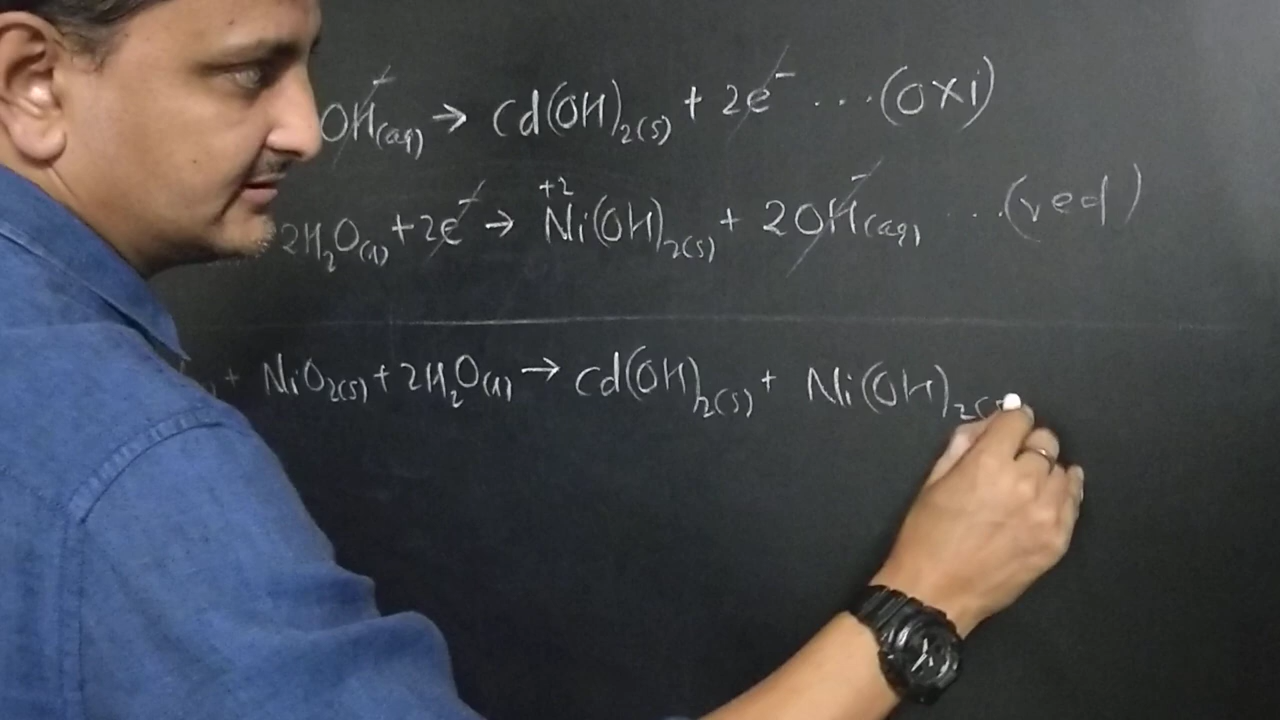 OH⁻(aq) → Cd(OH)₂(s) + 2e⁻ ...(oxi)
2H₂O(l) + 2e⁻ → +2 Ni(OH)₂(s) + 2OH⁻(aq) ...(red)
+ NiO₂(s) + 2H₂O(l) → Cd(OH)₂(s) + Ni(OH)₂(s